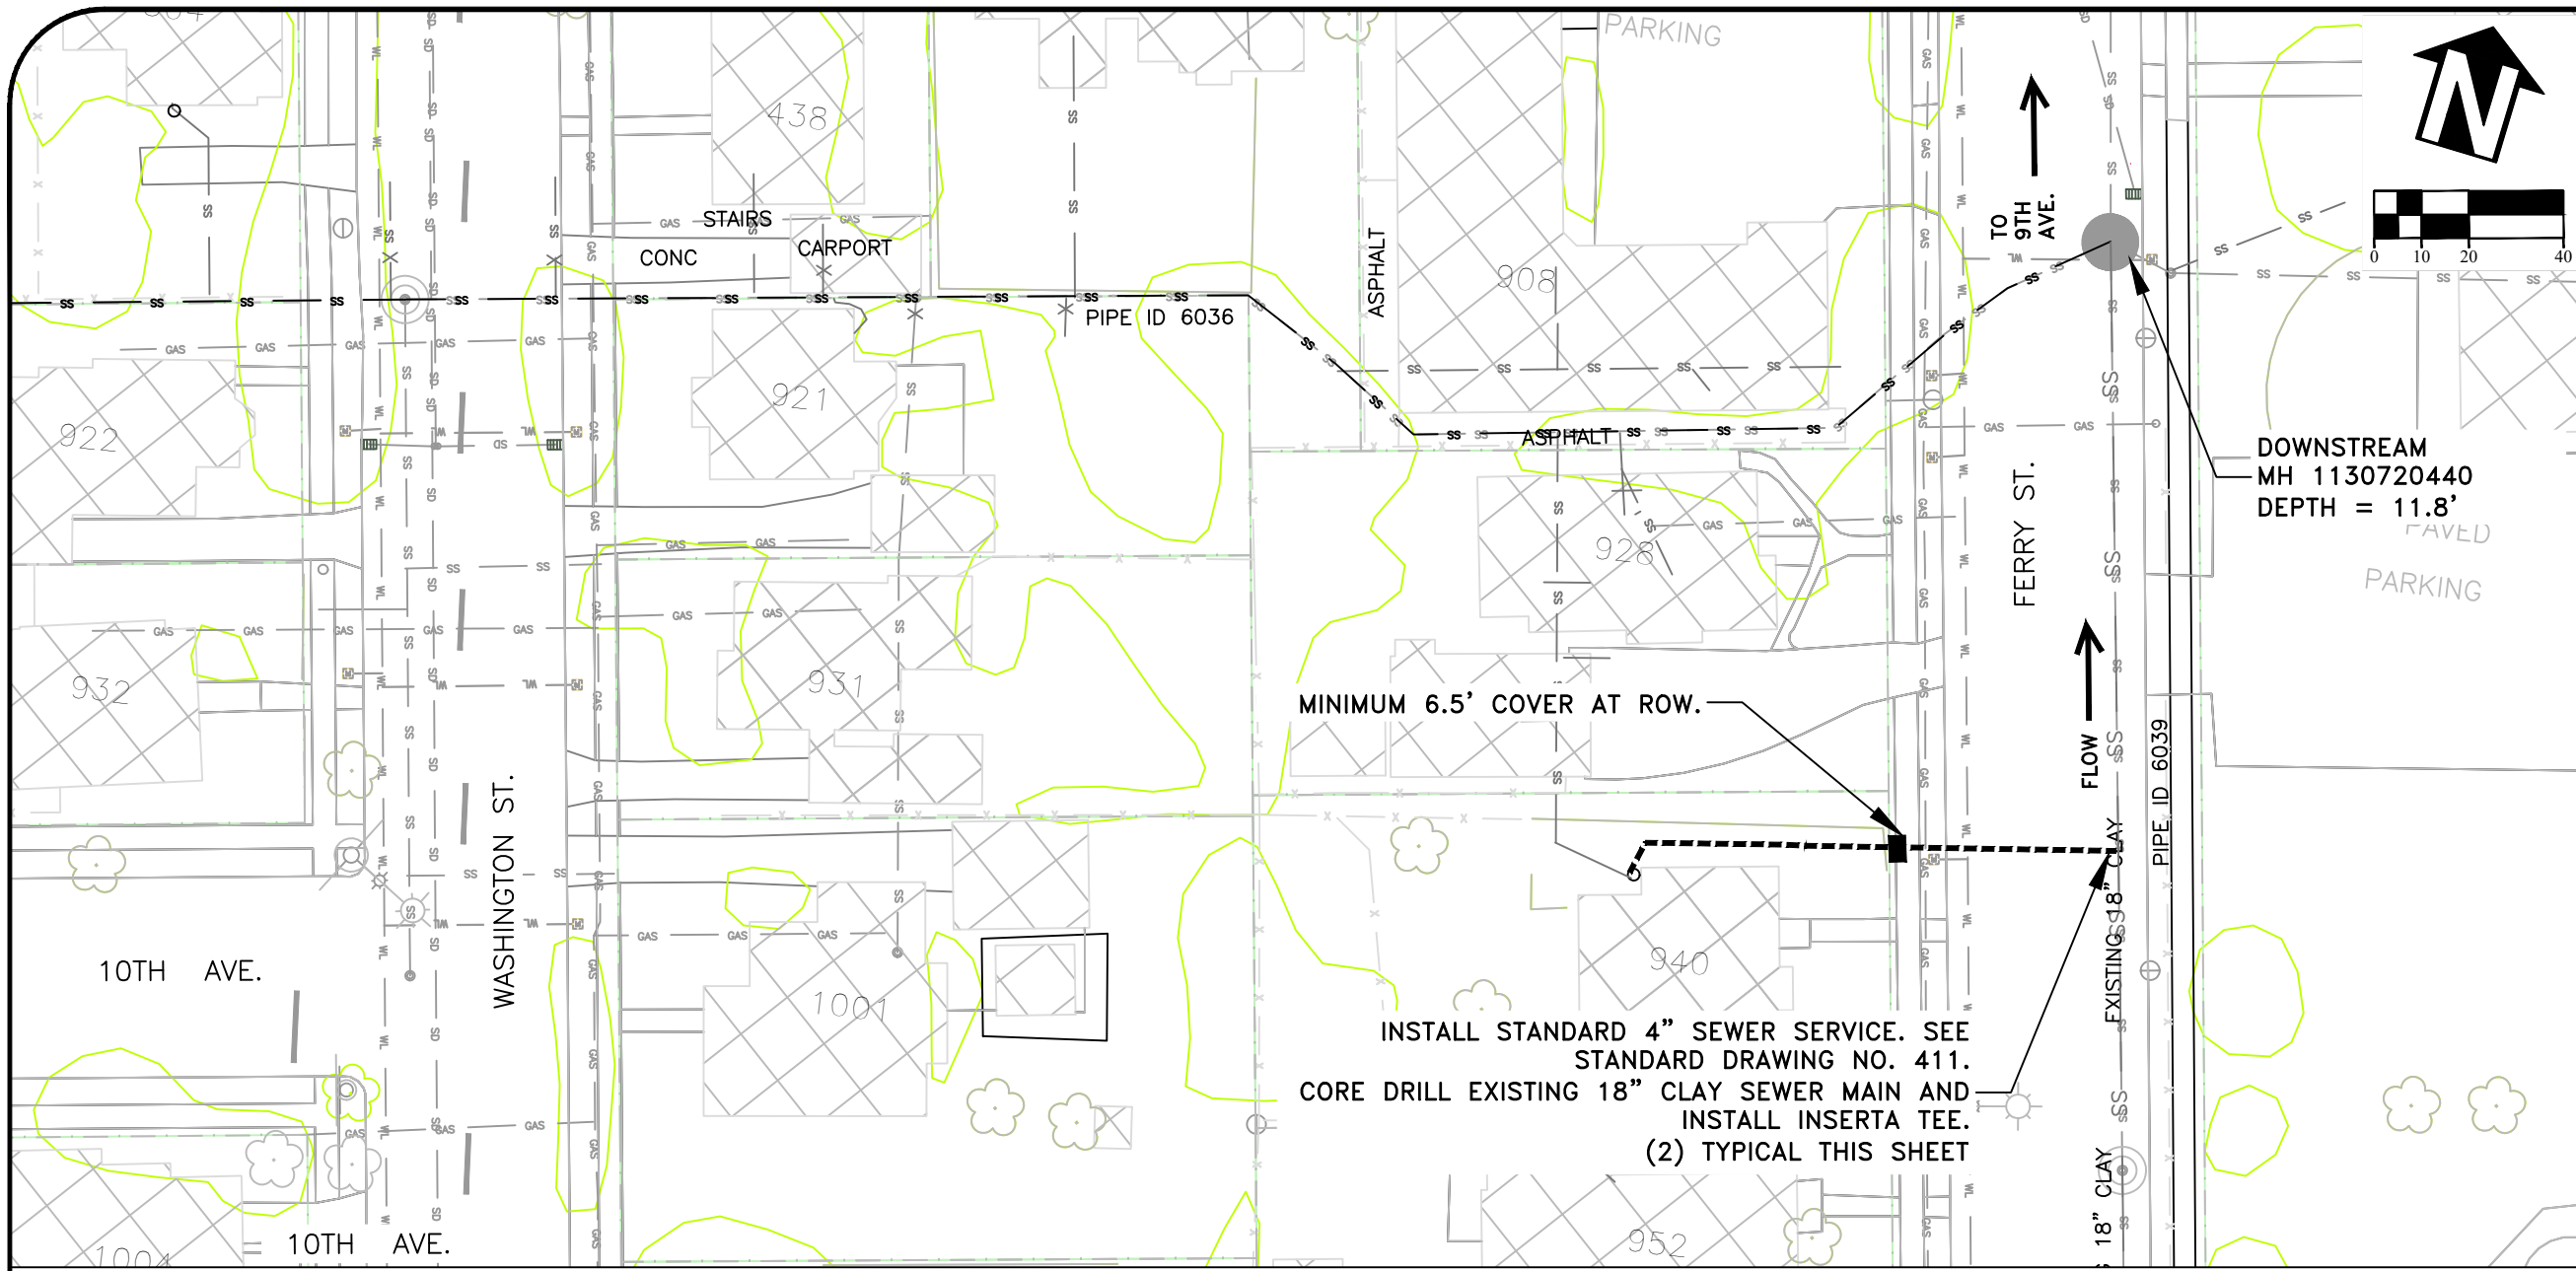 PARKING
438
STAIRS
GAS
GAS
CONC
CARPORT
ASPHALT
908
TO
9TH
AVE.
N
0 10 20 40
PIPE ID 6036
922
921
ASPHALT
FERRY ST.
DOWNSTREAM
MH 1130720440
DEPTH = 11.8’
PAVED
PARKING
928
932
931
MINIMUM 6.5’ COVER AT ROW.
FLOW
PIPE ID 6039
WASHINGTON ST.
EXISTING 18” CLAY
10TH AVE.
1001
940
INSTALL STANDARD 4” SEWER SERVICE. SEE
STANDARD DRAWING NO. 411.
CORE DRILL EXISTING 18” CLAY SEWER MAIN AND
INSTALL INSERTA TEE.
(2) TYPICAL THIS SHEET
18” CLAY
10TH AVE.
952